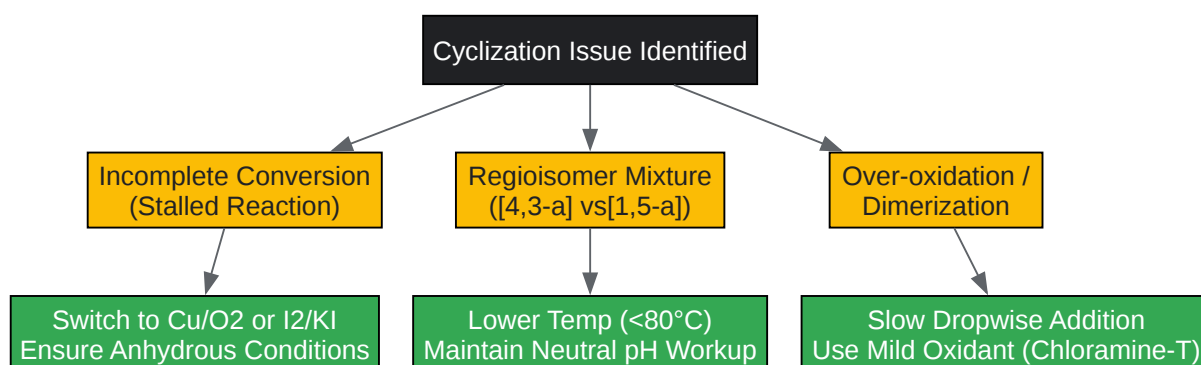 Cyclization Issue Identified
Incomplete Conversion
(Stalled Reaction)
Regioisomer Mixture
([4,3-a] vs[1,5-a])
Over-oxidation /
Dimerization
Switch to Cu/O2 or I2/KI
Ensure Anhydrous Conditions
Lower Temp (<80°C)
Maintain Neutral pH Workup
Slow Dropwise Addition
Use Mild Oxidant (Chloramine-T)